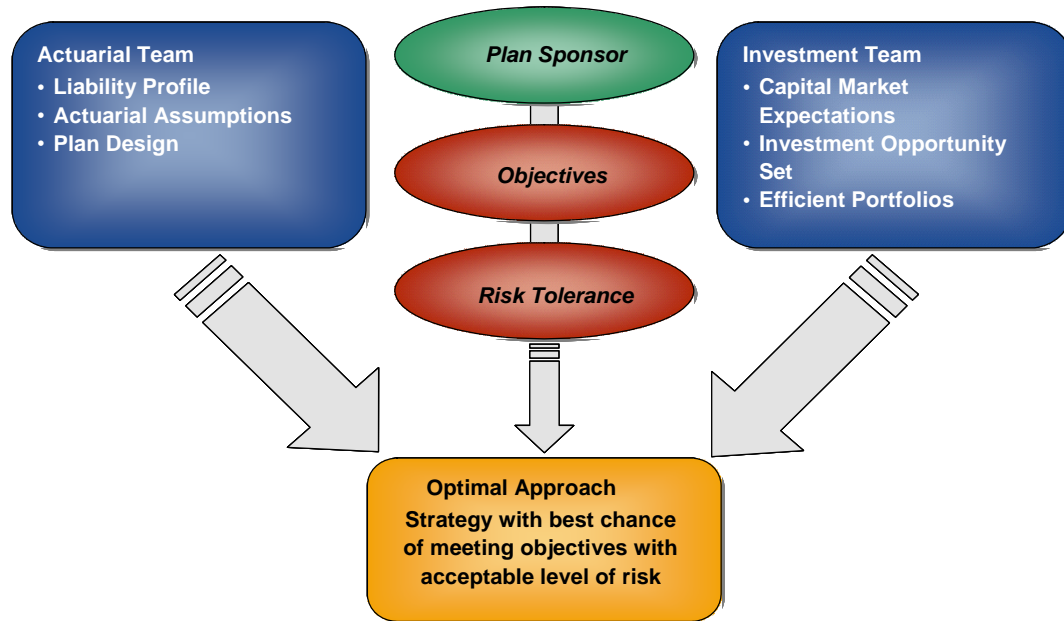 Actuarial Team
• Liability Profile
• Actuarial Assumptions
• Plan Design
Plan Sponsor
Objectives
Risk Tolerance
Investment Team
• Capital Market
Expectations
• Investment Opportunity
Set
• Efficient Portfolios
Optimal Approach
Strategy with best chance
of meeting objectives with
acceptable level of risk